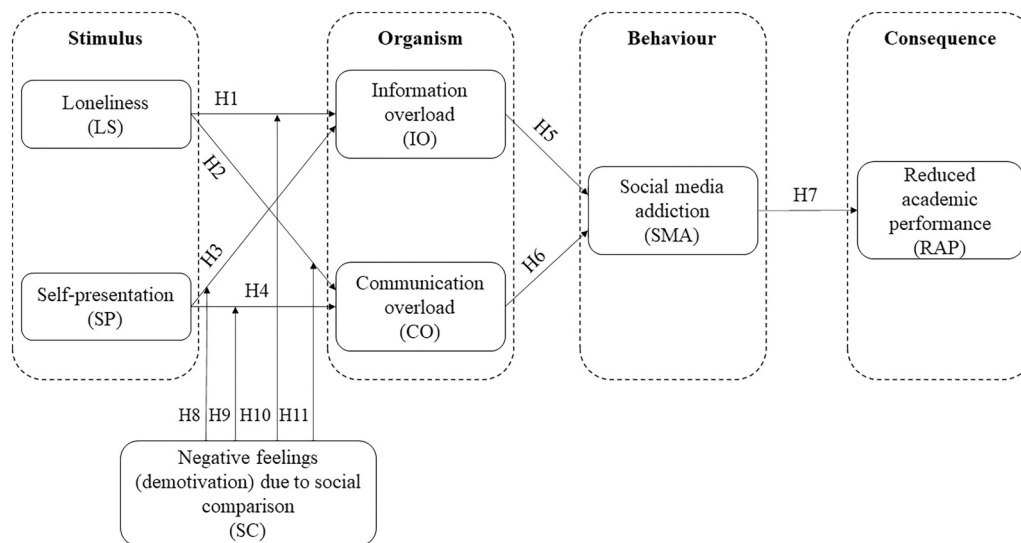 Stimulus
Organism
Behaviour
Consequence
Loneliness
(LS)
H1
Information
overload
(IO)
H5
H2
Social media
addiction
(SMA)
H7
Reduced
academic
performance
(RAP)
H3
H6
Self-presentation
(SP)
H4
Communication
overload
(CO)
H8
H9
H10
H11
Negative feelings
(demotivation) due to social
comparison
(SC)